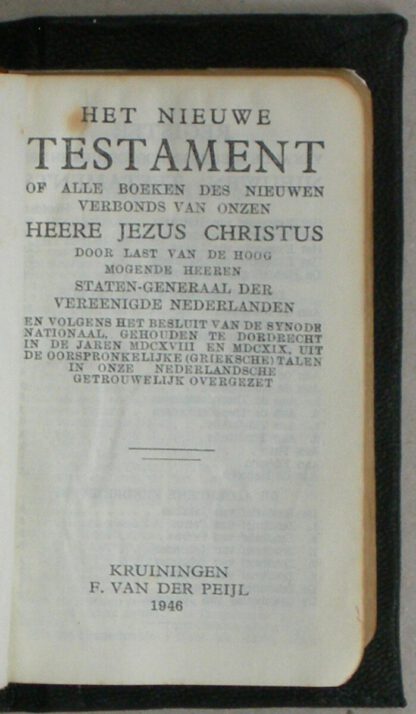 HET NIEUWE
TESTAMENT
OF ALLE BOEKEN DES NIEUWEN
VERBONDS VAN ONZEN
HEERE JEZUS CHRISTUS
DOOR LAST VAN DE HOOG
MOGENDE HEEREN
STATEN-GENERAAL DER
VEREENIGDE NEDERLANDEN
EN VOLGENS HET BESLUIT VAN DE SYNODE
NATIONAAL, GEHOUDEN TE DORDRECHT
IN DE JAREN MDCXVIII EN MDCXIX, UIT
DE OORSPRONKELIJKE (GRIEKSCHE) TALEN
IN ONZE NEDERLANDSCHE
GETROUWELIJK OVERGEZET
KRUININGEN
F. VAN DER PEIJL
1946